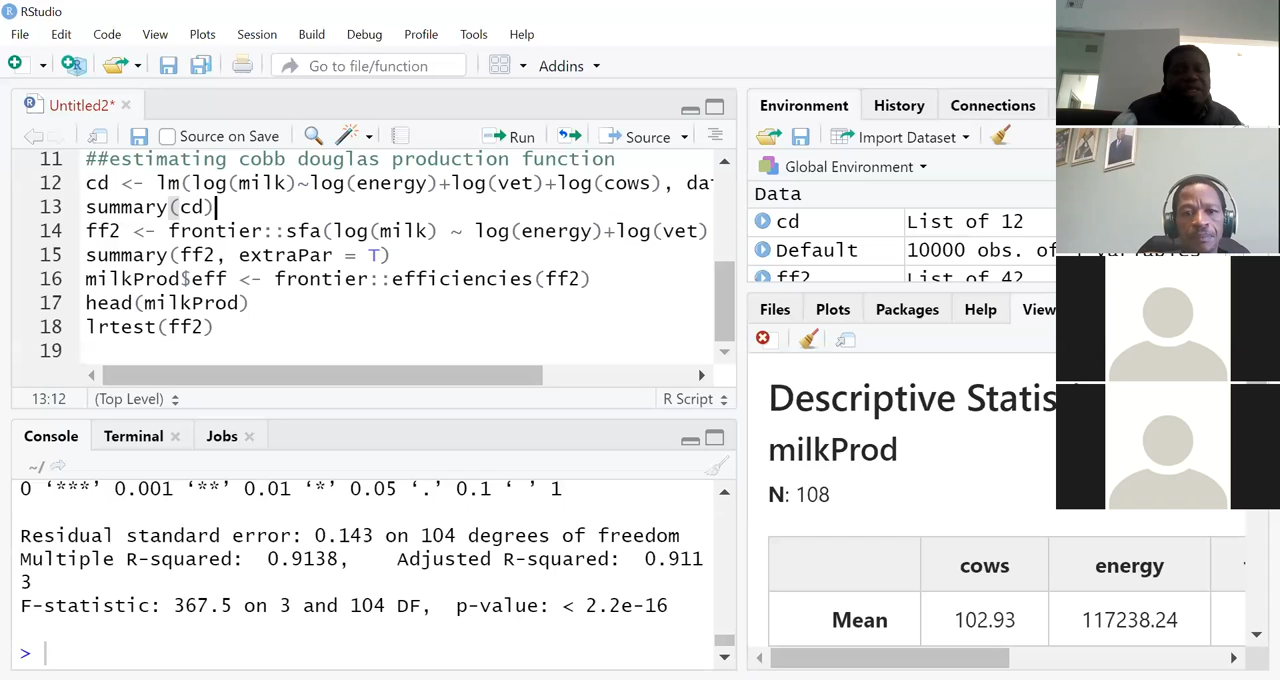 RStudio
File Edit Code View Plots Session Build Debug Profile Tools Help
Go to file/function Addins
Untitled2*
Source on Save Run Source
11 ##estimating cobb douglas production function
12 cd <- lm(log(milk)~log(energy)+log(vet)+log(cows), da
13 summary(cd)
14 ff2 <- frontier::sfa(log(milk) ~ log(energy)+log(vet)
15 summary(ff2, extraPar = T)
16 milkProd$eff <- frontier::efficiencies(ff2)
17 head(milkProd)
18 lrtest(ff2)
19
13:12 (Top Level) R Script
Console Terminal Jobs
~/
0 ‘***’ 0.001 ‘**’ 0.01 ‘*’ 0.05 ‘.’ 0.1 ‘ ’ 1
Residual standard error: 0.143 on 104 degrees of freedom
Multiple R-squared: 0.9138, Adjusted R-squared: 0.911
3
F-statistic: 367.5 on 3 and 104 DF, p-value: < 2.2e-16
>
Environment History Connections
Import Dataset
Global Environment
Data
cd List of 12
Default 10000 obs. of
ff2 List of 42
Files Plots Packages Help View
Descriptive Statis
milkProd
N: 108
cows energy
Mean 102.93 117238.24